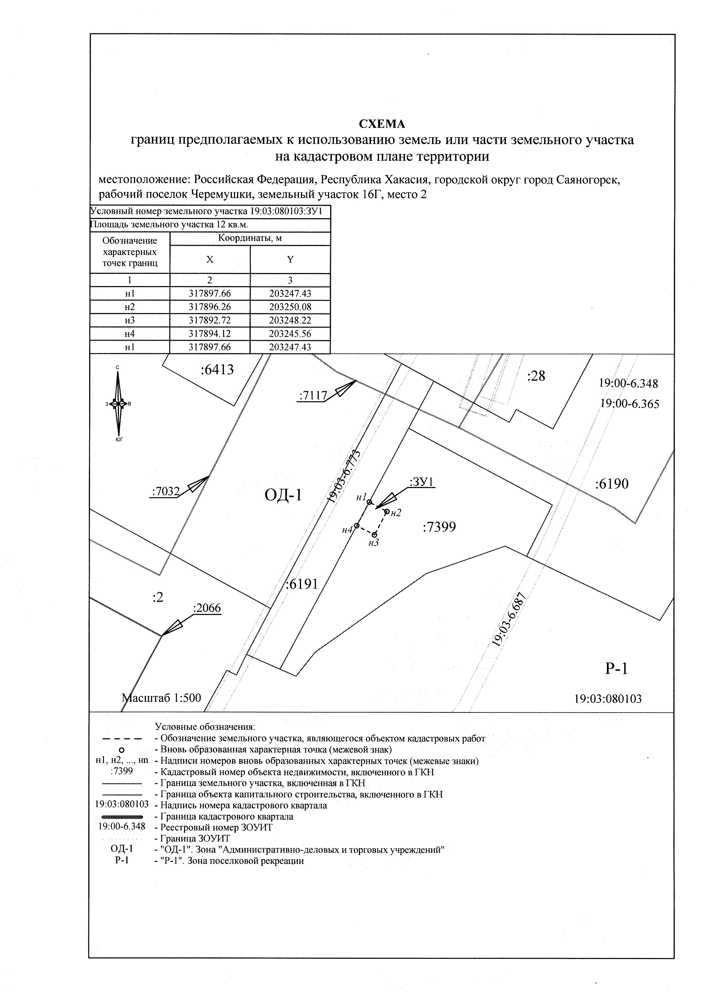 СХЕМА
границ предполагаемых к использованию земель или части земельного участка
на кадастровом плане территории
местоположение: Российская Федерация, Республика Хакасия, городской округ город Саяногорск,
рабочий поселок Черемушки, земельный участок 16Г, место 2
Условный номер земельного участка 19:03:080103:ЗУ1
Площадь земельного участка 12 кв.м.
Обозначение характерных точек границ
Координаты, м
X Y
1 2 3
н1 317897.66 203247.43
н2 317896.26 203250.08
н3 317892.72 203248.22
н4 317894.12 203245.56
н1 317897.66 203247.43
:6413
:28
19:00-6.348
19:00-6.365
:7117
С
З
В
ЮГ
19:03-6.773
:7032
ОД-1
:ЗУ1
:6190
н1
н2
н4
н3
:7399
:6191
:2
:2066
19:03-6.687
Р-1
Масштаб 1:500
19:03:080103
Условные обозначения:
- Обозначение земельного участка, являющегося объектом кадастровых работ
- Вновь образованная характерная точка (межевой знак)
н1, н2, ..., нп - Надписи номеров вновь образованных характерных точек (межевые знаки)
:7399 - Кадастровый номер объекта недвижимости, включенного в ГКН
- Граница земельного участка, включенная в ГКН
- Граница объекта капитального строительства, включенного в ГКН
19:03:080103 - Надпись номера кадастрового квартала
- Граница кадастрового квартала
19:00-6.348 - Реестровый номер ЗОУИТ
- Граница ЗОУИТ
ОД-1 - "ОД-1". Зона "Административно-деловых и торговых учреждений"
Р-1 - "Р-1". Зона поселковой рекреации